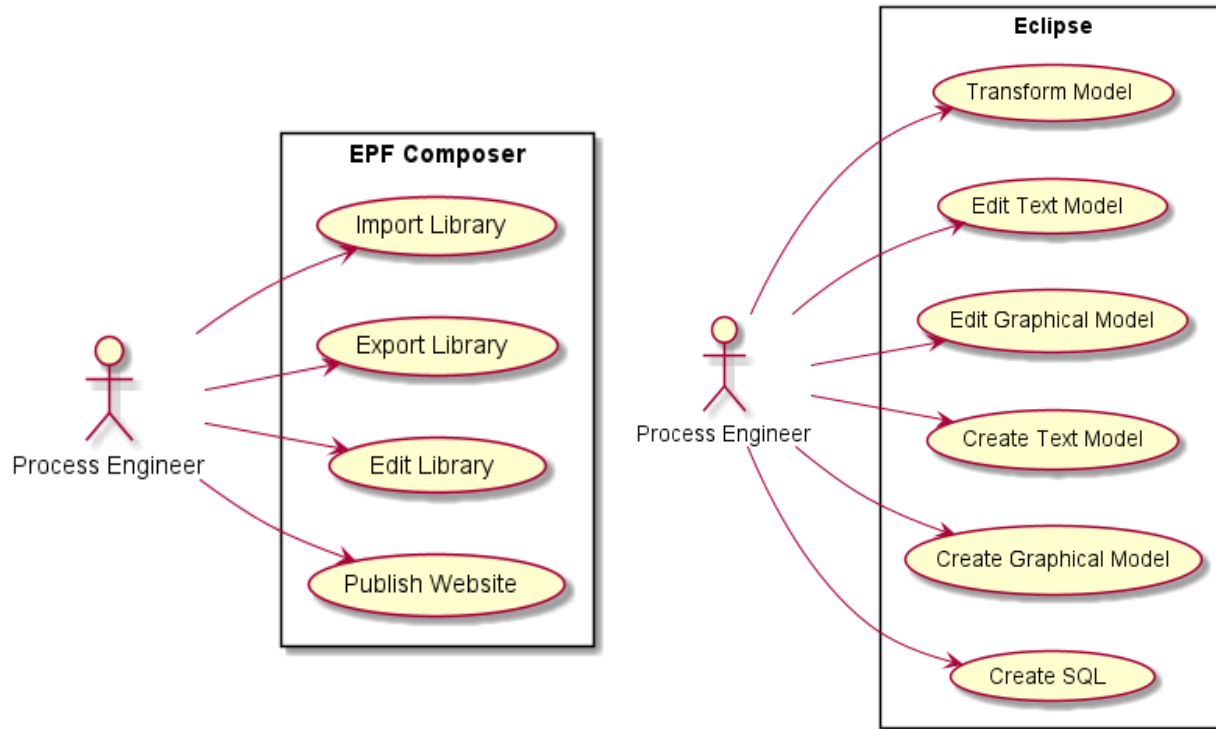 EPF Composer
Import Library
Export Library
Edit Library
Publish Website
Process Engineer
Eclipse
Transform Model
Edit Text Model
Edit Graphical Model
Create Text Model
Create Graphical Model
Create SQL
Process Engineer